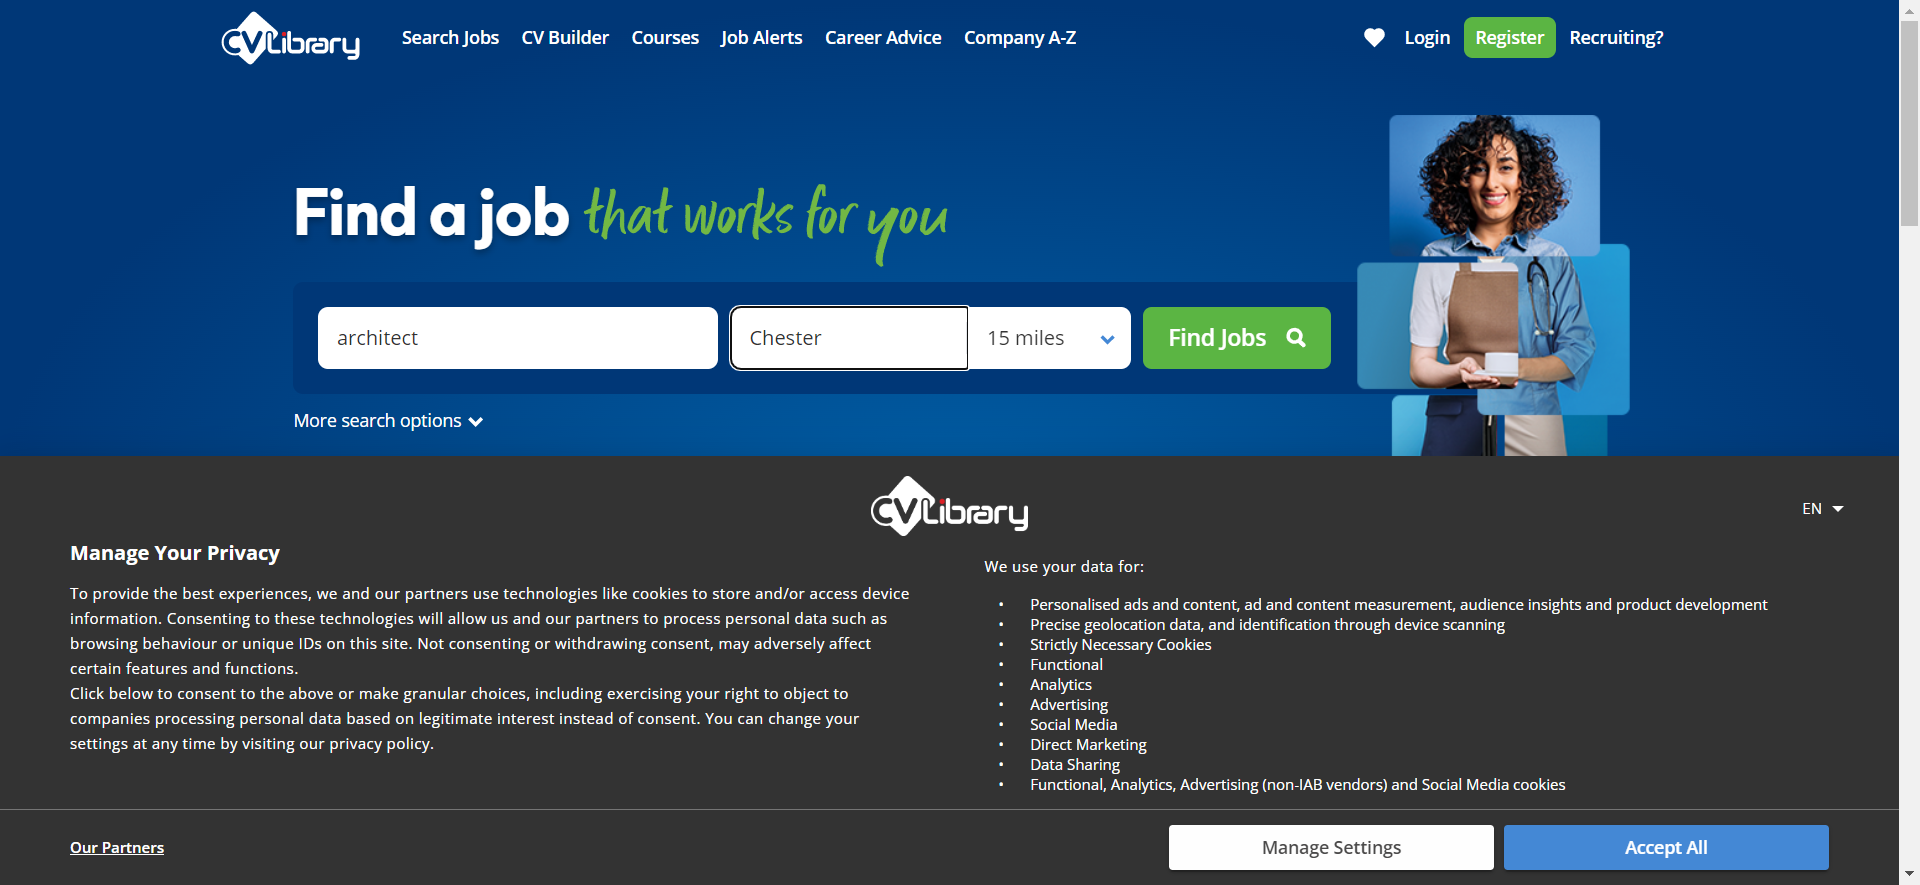 CVLibrary
Search Jobs
CV Builder
Courses
Job Alerts
Career Advice
Company A-Z
Login
Register
Recruiting?
Find a job that works for you
architect
Chester
15 miles
Find Jobs
More search options
CVLibrary
EN
Manage Your Privacy
To provide the best experiences, we and our partners use technologies like cookies to store and/or access device
information. Consenting to these technologies will allow us and our partners to process personal data such as
browsing behaviour or unique IDs on this site. Not consenting or withdrawing consent, may adversely affect
certain features and functions.
Click below to consent to the above or make granular choices, including exercising your right to object to
companies processing personal data based on legitimate interest instead of consent. You can change your
settings at any time by visiting our privacy policy.
We use your data for:
• Personalised ads and content, ad and content measurement, audience insights and product development
• Precise geolocation data, and identification through device scanning
• Strictly Necessary Cookies
• Functional
• Analytics
• Advertising
• Social Media
• Direct Marketing
• Data Sharing
• Functional, Analytics, Advertising (non-IAB vendors) and Social Media cookies
Our Partners
Manage Settings
Accept All